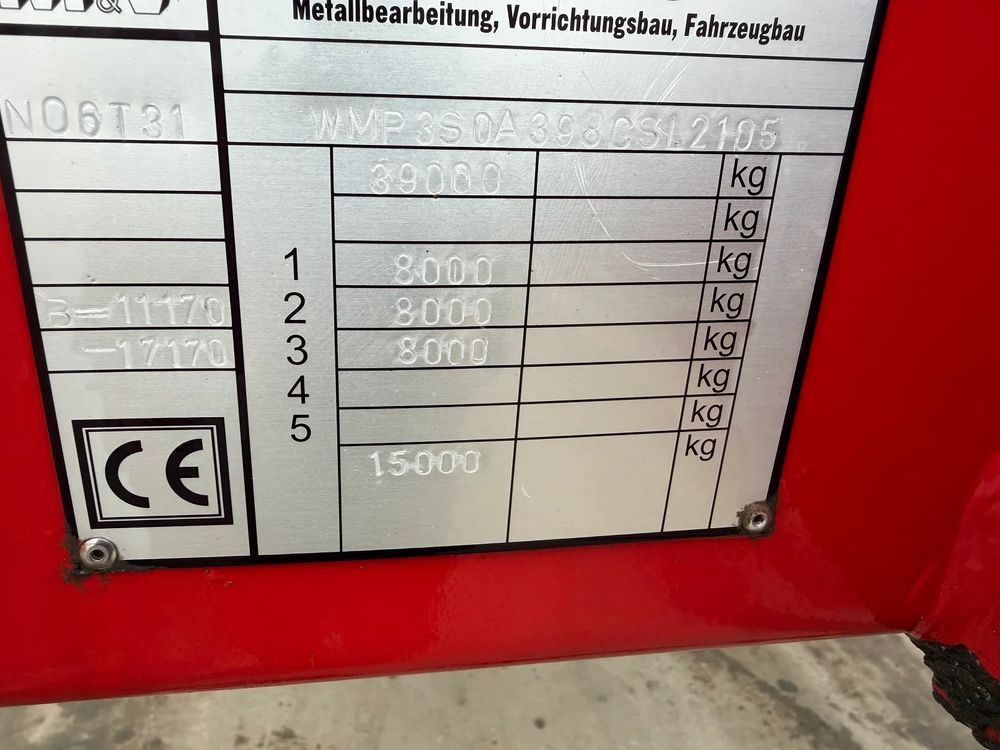 Metallbearbeitung, Vorrichtungsbau, Fahrzeugbau
NO6T31 WMP3S0A398CSL2105
39000 kg
kg
1 8000 kg
B=11170 2 8000 kg
-17170 3 8000 kg
4 kg
5 kg
15000 kg
CE